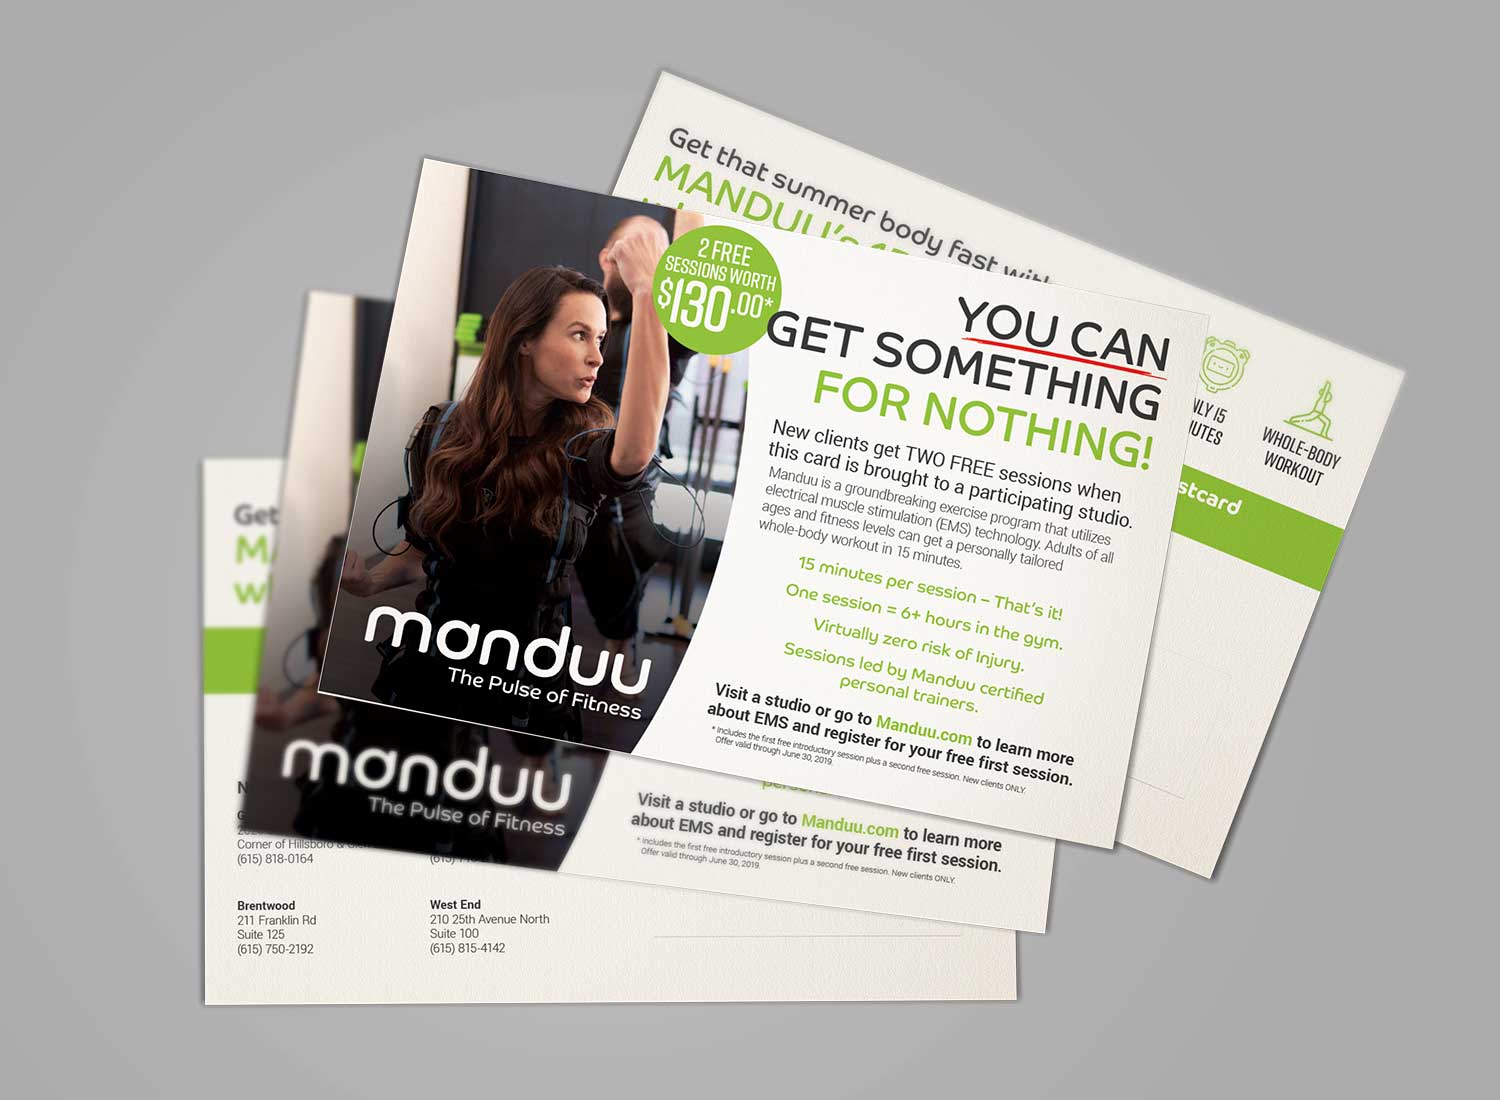 Get that summer body fast with
MANDUU's 15
2 FREE
SESSIONS WORTH
$130.00*
YOU CAN
GET SOMETHING
FOR NOTHING!
New clients get TWO FREE sessions when
this card is brought to a participating studio.
Manduu is a groundbreaking exercise program that utilizes
electrical muscle stimulation (EMS) technology. Adults of all
ages and fitness levels can get a personally tailored
whole-body workout in 15 minutes.
15 minutes per session – That's it!
One session = 6+ hours in the gym.
Virtually zero risk of Injury.
Sessions led by Manduu certified
personal trainers.
Visit a studio or go to Manduu.com to learn more
about EMS and register for your free first session.
* Includes the first free introductory session plus a second free session. New clients ONLY.
Offer valid through June 30, 2019.
manduu
The Pulse of Fitness
NLY 15
UTES
WHOLE-BODY
WORKOUT
stcard
manduu
The Pulse of Fitness
Visit a studio or go to Manduu.com to learn more
about EMS and register for your free first session.
* Includes the first free introductory session plus a second free session. New clients ONLY.
Offer valid through June 30, 2019.
Get
Corner of Hillsboro &
(615) 818-0164
Brentwood
211 Franklin Rd
Suite 125
(615) 750-2192
West End
210 25th Avenue North
Suite 100
(615) 815-4142